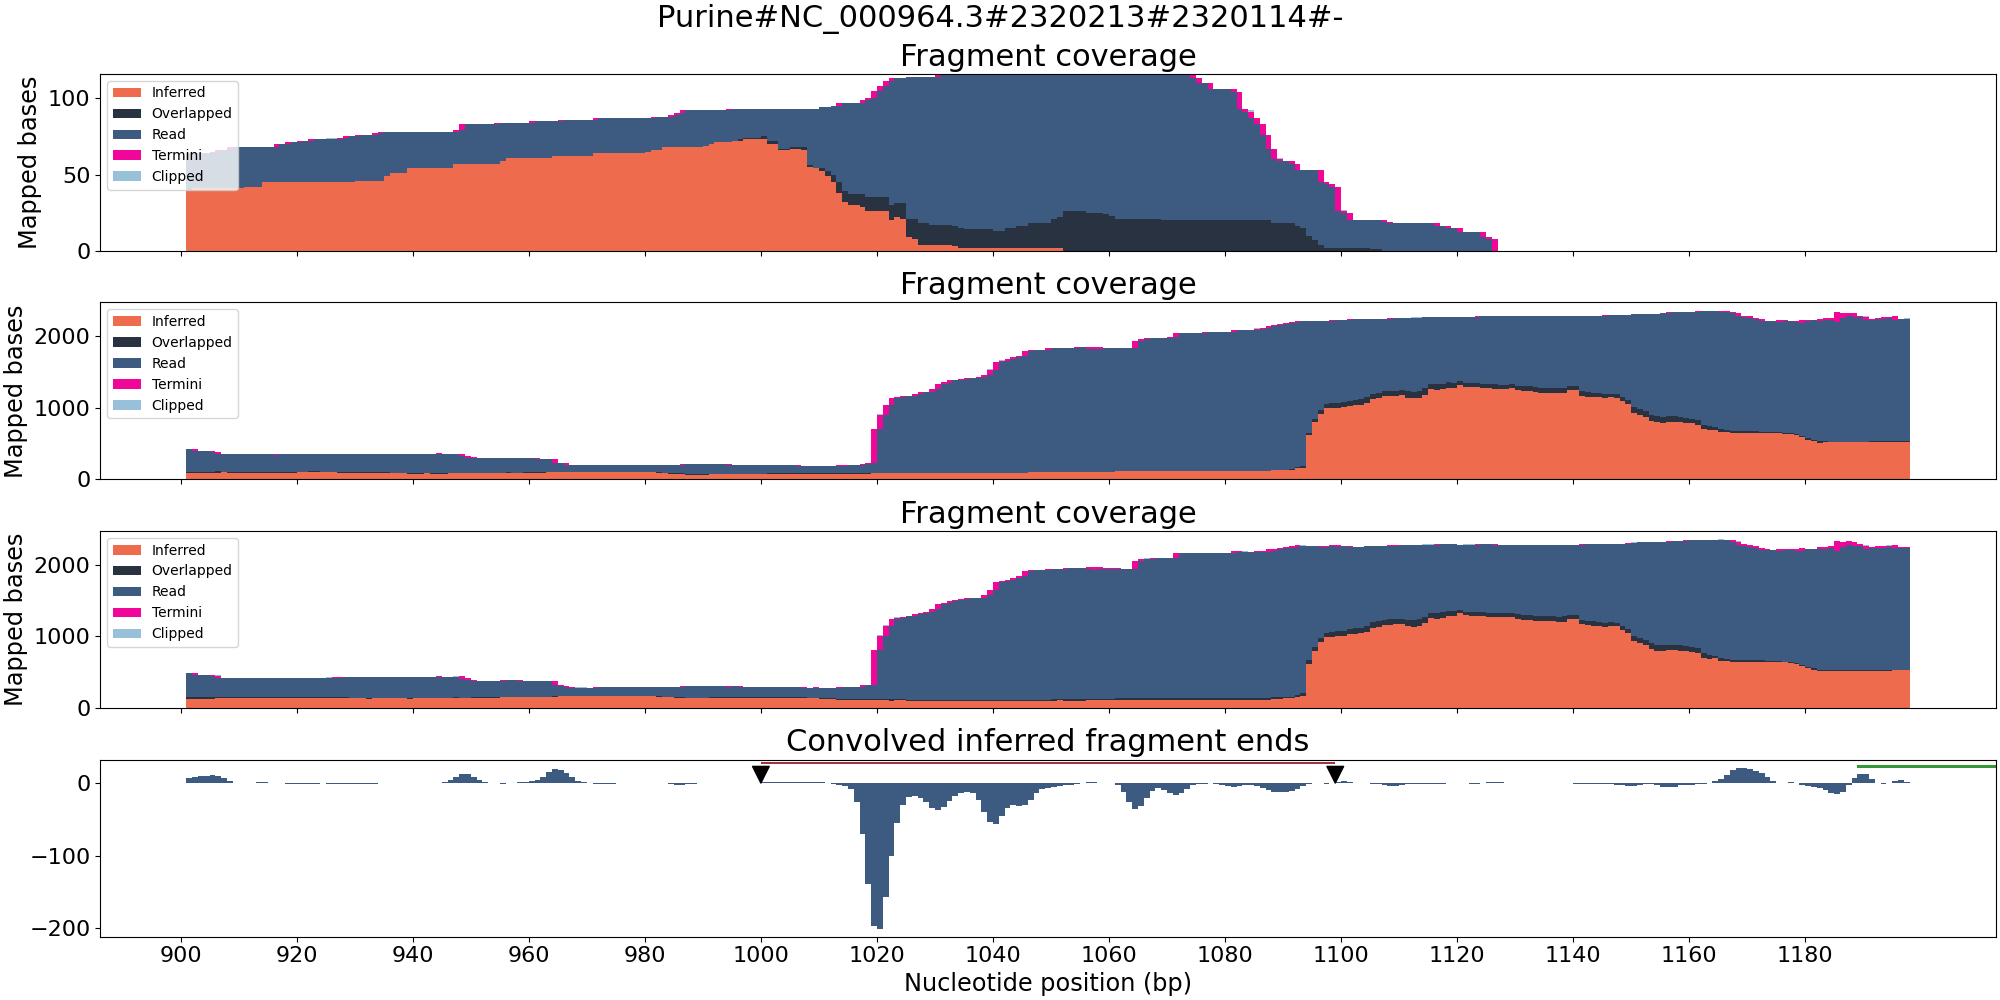 Purine#NC_000964.3#2320213#2320114#-
Fragment coverage
Mapped bases
100
50
0
Inferred
Overlapped
Read
Termini
Clipped
Fragment coverage
Mapped bases
2000
1000
0
Inferred
Overlapped
Read
Termini
Clipped
Fragment coverage
Mapped bases
2000
1000
0
Inferred
Overlapped
Read
Termini
Clipped
Convolved inferred fragment ends
0
−100
−200
900 920 940 960 980 1000 1020 1040 1060 1080 1100 1120 1140 1160 1180
Nucleotide position (bp)